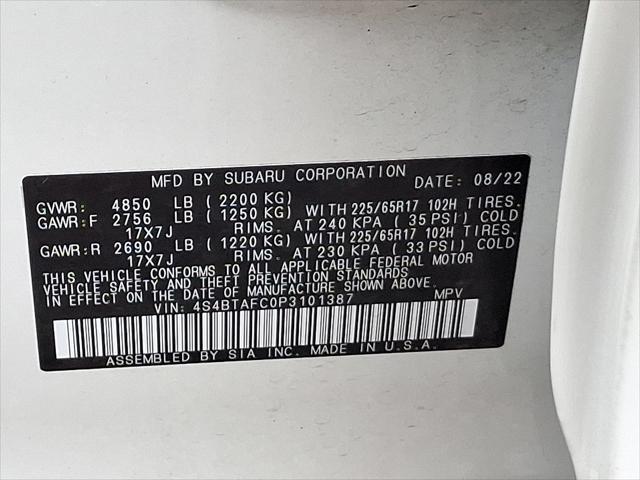 MFD BY SUBARU CORPORATION DATE: 08/22
GVWR: 4850 LB ( 2200 KG)
GAWR:F 2756 LB ( 1250 KG) WITH 225/65R17 102H TIRES.
17X7J RIMS. AT 240 KPA ( 35 PSI) COLD
GAWR:R 2690 LB ( 1220 KG) WITH 225/65R17 102H TIRES.
17X7J RIMS. AT 230 KPA ( 33 PSI) COLD
THIS VEHICLE CONFORMS TO ALL APPLICABLE FEDERAL MOTOR
VEHICLE SAFETY AND THEFT PREVENTION STANDARDS
IN EFFECT ON THE DATE OF MANUFACTURE SHOWN ABOVE.
VIN: 4S4BTAFC0P3101387 MPV
ASSEMBLED BY SIA INC. MADE IN U.S.A.